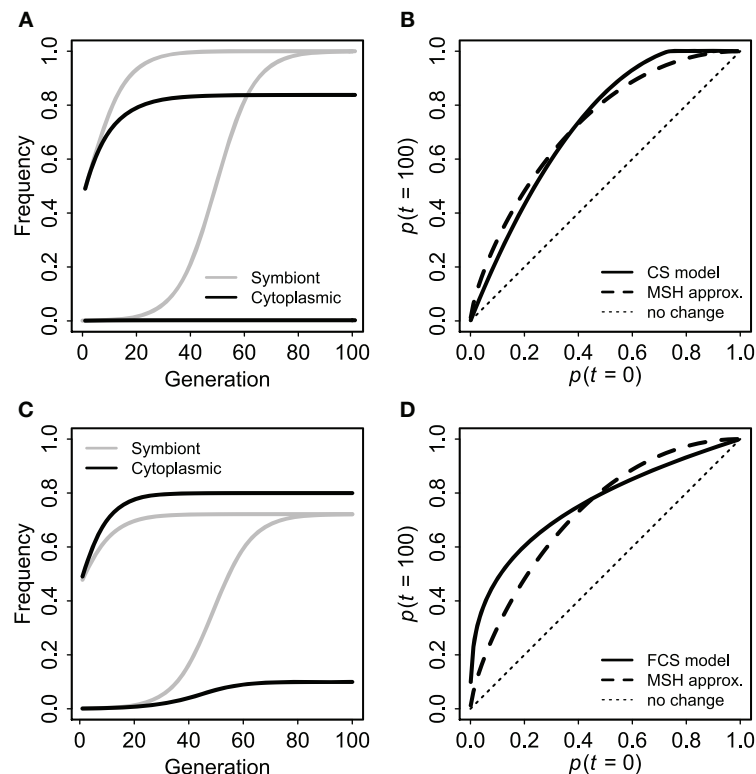 A
Frequency
0.0 0.2 0.4 0.6 0.8 1.0
Symbiont
Cytoplasmic
0 20 40 60 80 100
Generation
B
p(t = 100)
0.0 0.2 0.4 0.6 0.8 1.0
CS model
MSH approx.
no change
0.0 0.2 0.4 0.6 0.8 1.0
p(t = 0)
C
Frequency
0.0 0.2 0.4 0.6 0.8 1.0
Symbiont
Cytoplasmic
0 20 40 60 80 100
Generation
D
p(t = 100)
0.0 0.2 0.4 0.6 0.8 1.0
FCS model
MSH approx.
no change
0.0 0.2 0.4 0.6 0.8 1.0
p(t = 0)